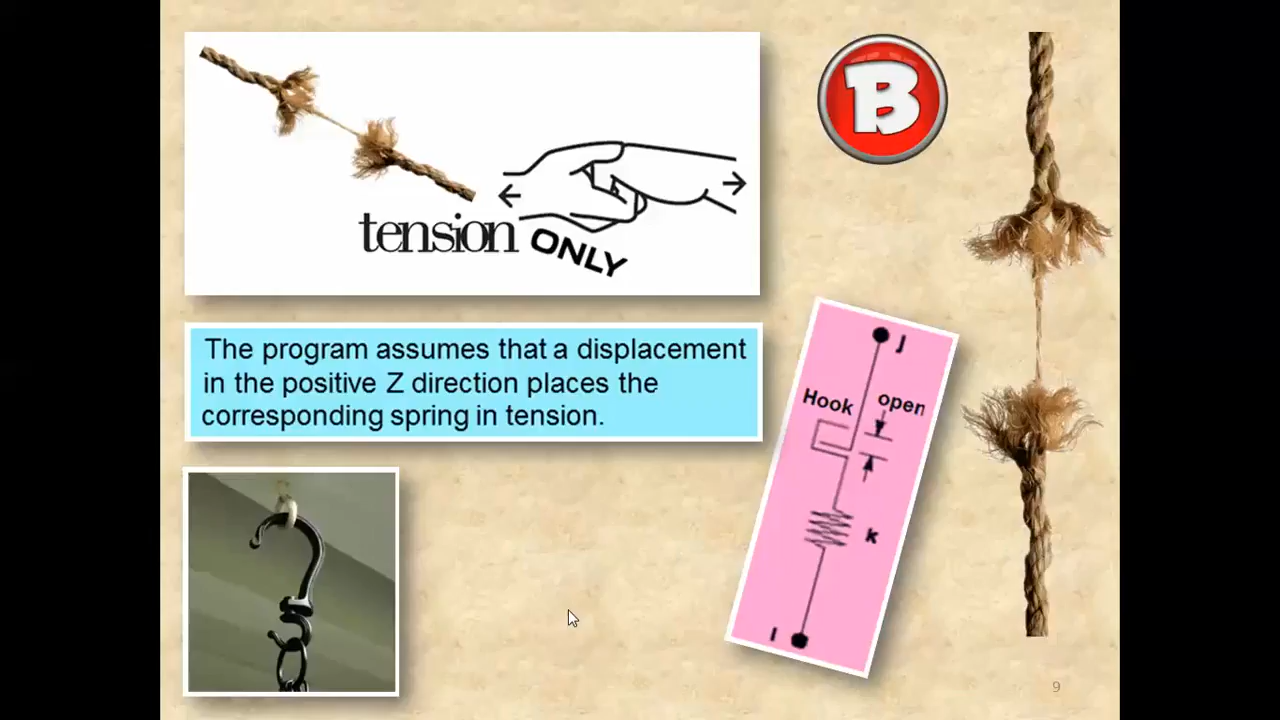 B
tension ONLY
The program assumes that a displacement
in the positive Z direction places the
corresponding spring in tension.
j
Hook open
k
I
9